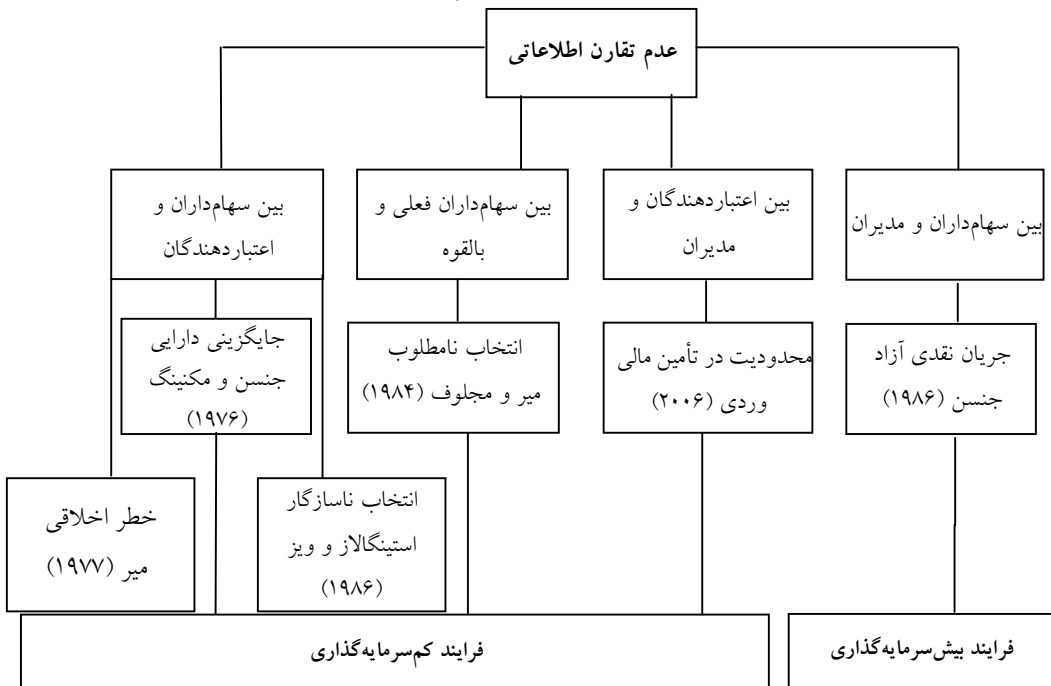 عدم تقارن اطلاعاتی
بین سهام‌داران و مدیران
بین اعتباردهندگان و
مدیران
بین سهام‌داران فعلی و
بالقوه
بین سهام‌داران و
اعتباردهندگان
جریان نقدی آزاد
جنسن (۱۹۸۶)
محدودیت در تأمین مالی
وردی (۲۰۰۶)
انتخاب نامطلوب
میر و مجلوف (۱۹۸۴)
جایگزینی دارایی
جنسن و مکنینگ
(۱۹۷۶)
انتخاب ناسازگار
استینگالاز و ویز
(۱۹۸۶)
خطر اخلاقی
میر (۱۹۷۷)
فرایند بیش‌سرمایه‌گذاری
فرایند کم‌سرمایه‌گذاری